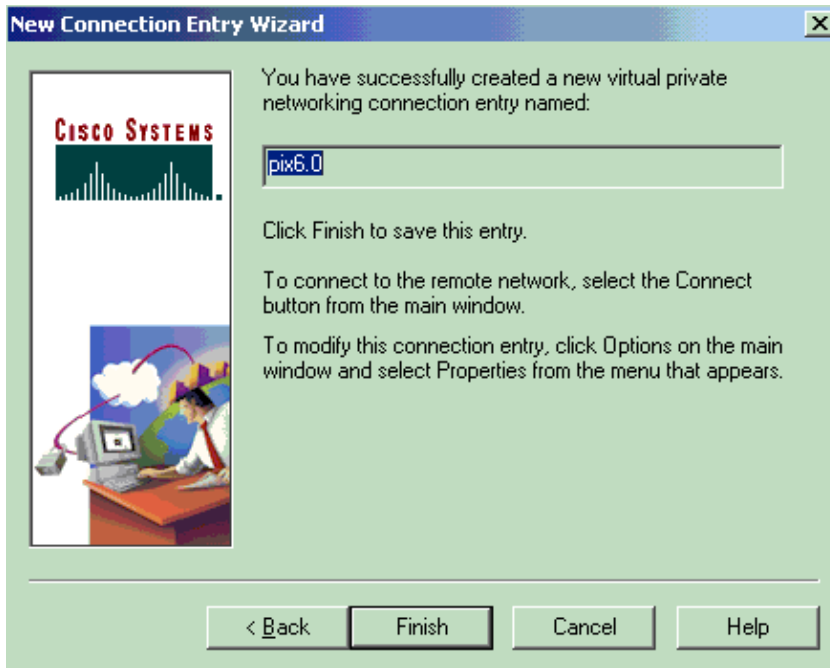 New Connection Entry Wizard
CISCO SYSTEMS
You have successfully created a new virtual private
networking connection entry named:
pix6.0
Click Finish to save this entry.
To connect to the remote network, select the Connect
button from the main window.
To modify this connection entry, click Options on the main
window and select Properties from the menu that appears.
< Back
Finish
Cancel
Help